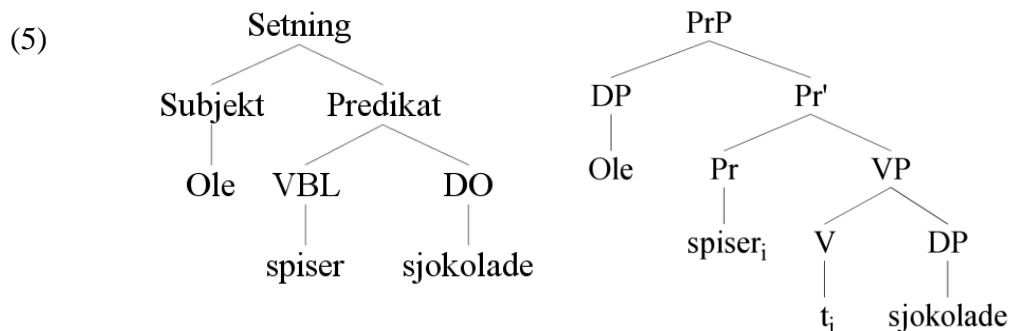 (5)
Setning
Subjekt Predikat
Ole VBL DO
spiser sjokolade
PrP
DP Pr'
Ole Pr VP
spiserᵢ V DP
tᵢ sjokolade